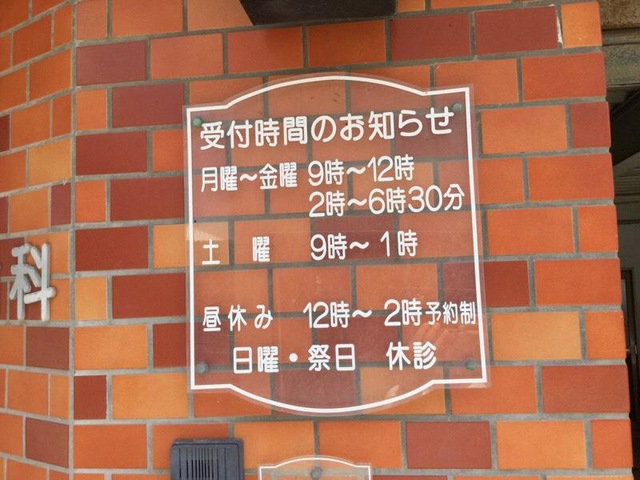 受付時間のお知らせ
月曜～金曜 9時～12時
2時～6時30分
土 曜 9時～1時
昼休み 12時～2時 予約制
日曜・祭日 休診
科